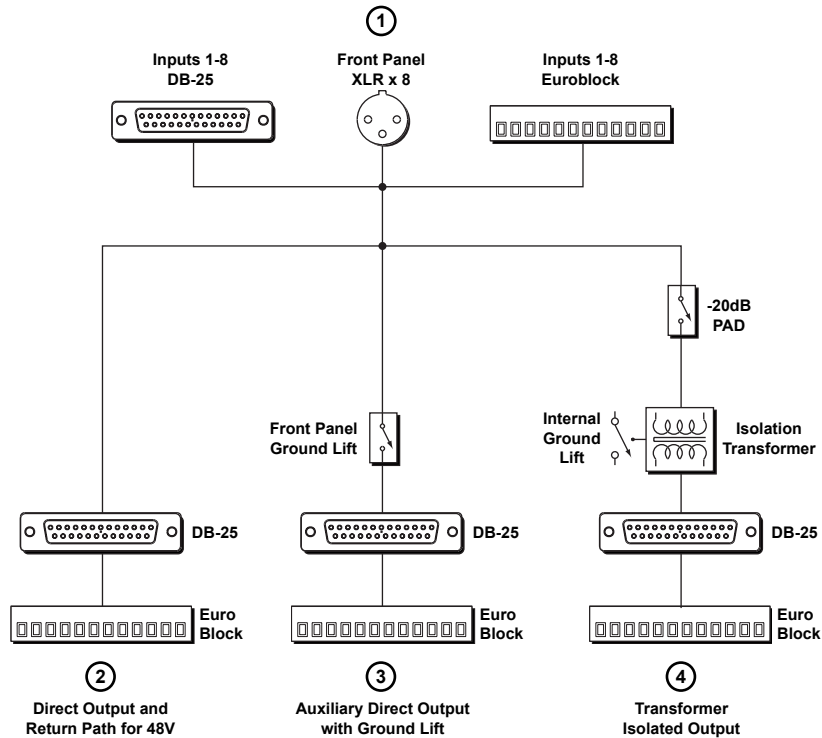 1
Inputs 1-8
DB-25
Front Panel
XLR x 8
Inputs 1-8
Euroblock
-20dB
PAD
Front Panel
Ground Lift
Internal
Ground
Lift
Isolation
Transformer
DB-25
DB-25
DB-25
Euro
Block
Euro
Block
Euro
Block
2
Direct Output and
Return Path for 48V
3
Auxiliary Direct Output
with Ground Lift
4
Transformer
Isolated Output